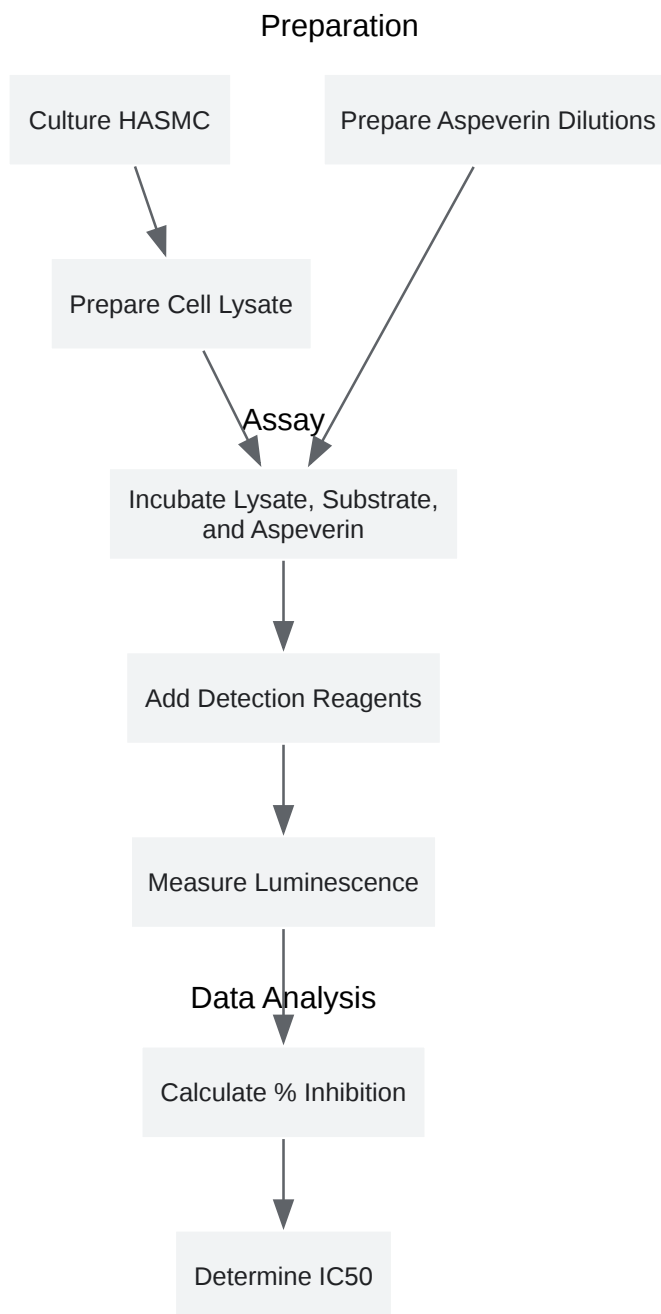 Preparation
Culture HASMC
Prepare Aspeverin Dilutions
Prepare Cell Lysate
Assay
Incubate Lysate, Substrate,
and Aspeverin
Add Detection Reagents
Measure Luminescence
Data Analysis
Calculate % Inhibition
Determine IC50